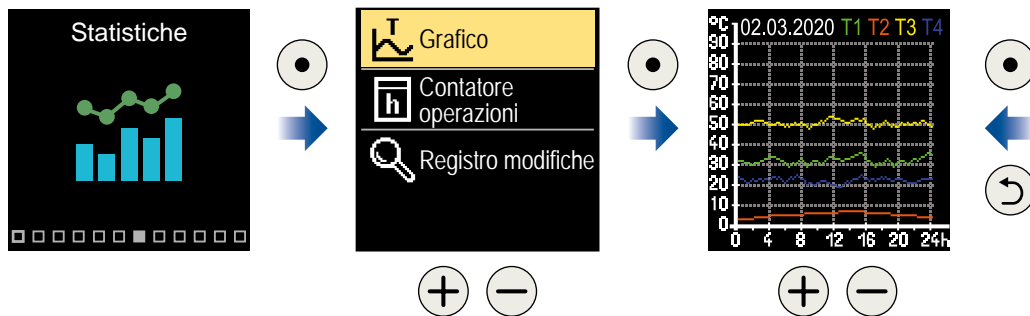 Statistiche
T
Grafico
h
Contatore
operazioni
Registro modifiche
°C 02.03.2020 T1 T2 T3 T4
90
80
70
60
50
40
30
20
10
0
0 4 8 12 16 20 24h